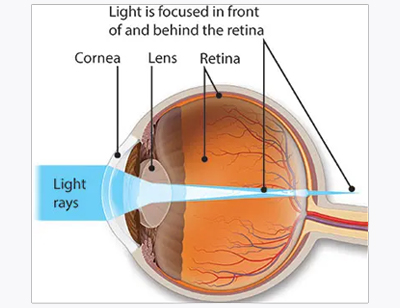 Light is focused in front
of and behind the retina
Cornea
Lens
Retina
Light
rays